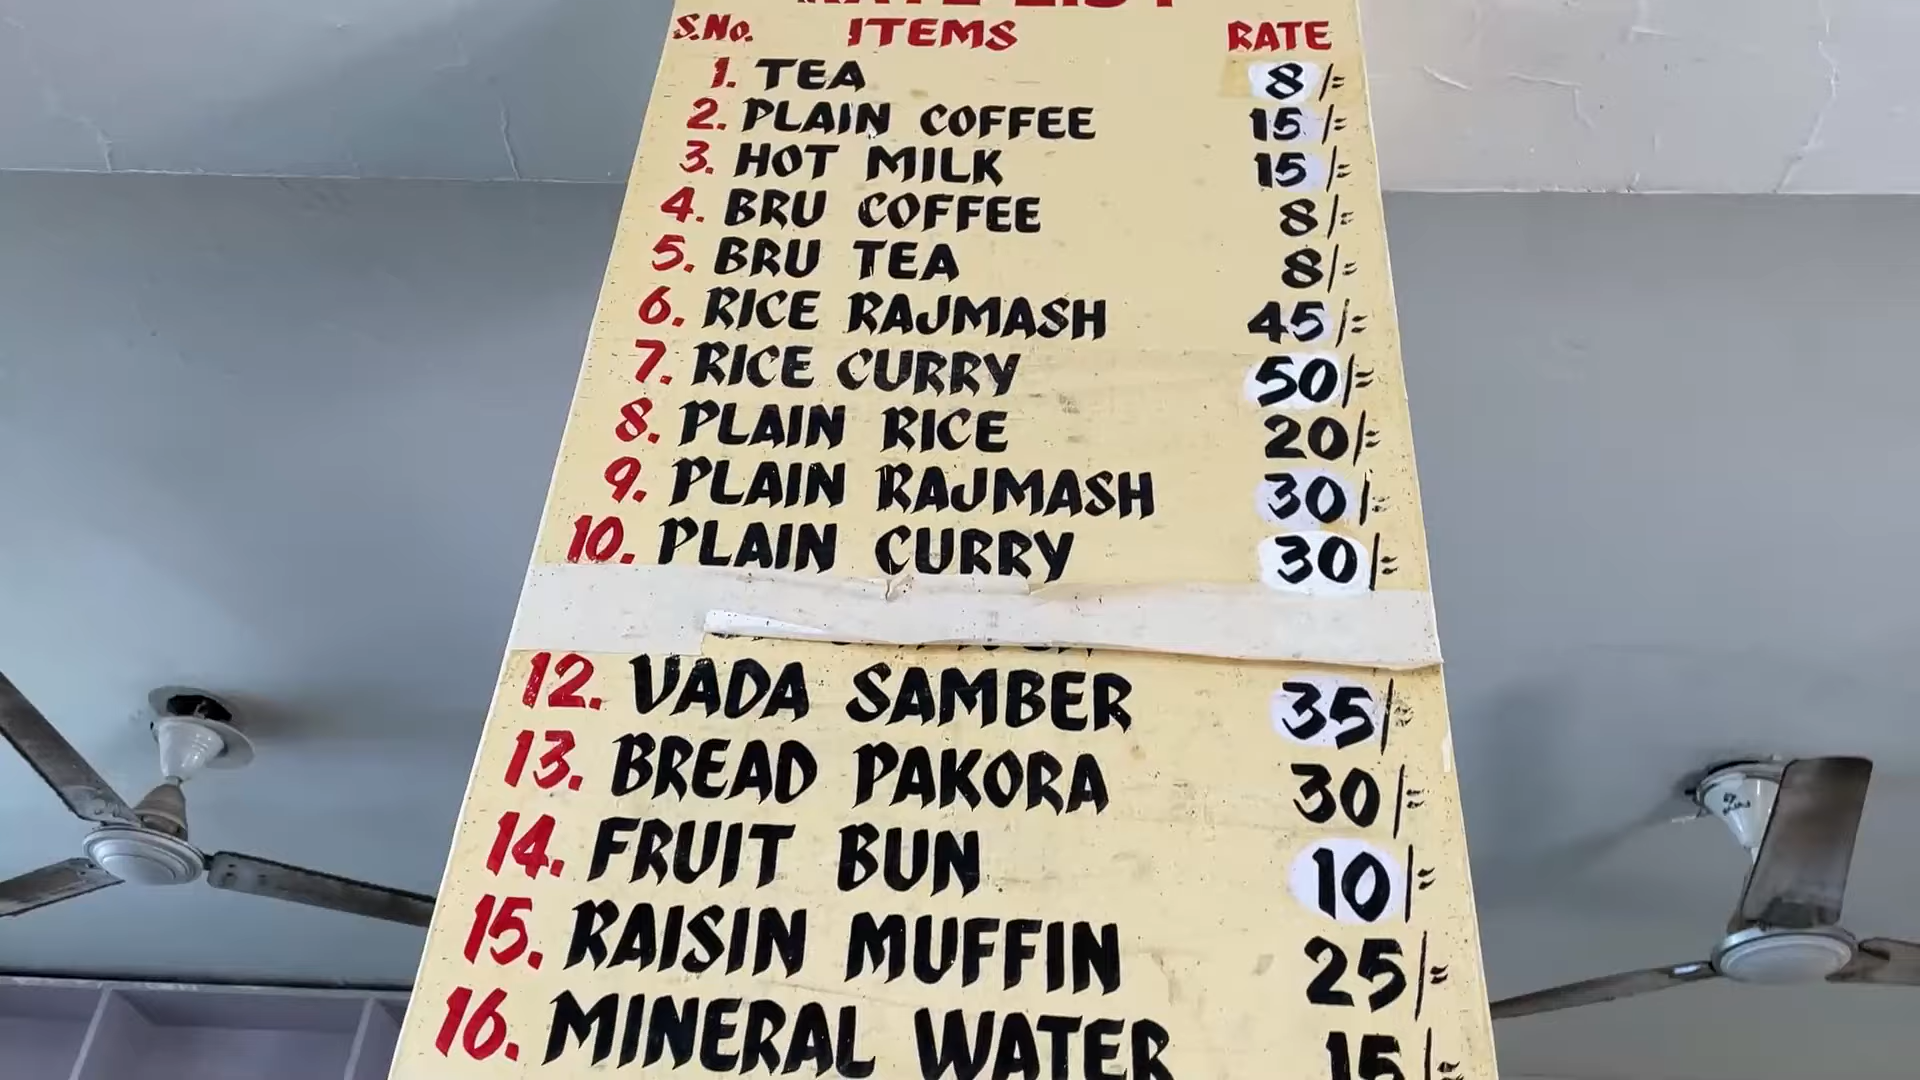 RATE LIST
S.No. ITEMS RATE
1. TEA 8/=
2. PLAIN COFFEE 15/=
3. HOT MILK 15/=
4. BRU COFFEE 8/=
5. BRU TEA 8/=
6. RICE RAJMASH 45/=
7. RICE CURRY 50/=
8. PLAIN RICE 20/=
9. PLAIN RAJMASH 30/=
10. PLAIN CURRY 30/=
12. VADA SAMBER 35/=
13. BREAD PAKORA 30/=
14. FRUIT BUN 10/=
15. RAISIN MUFFIN 25/=
16. MINERAL WATER 15/=